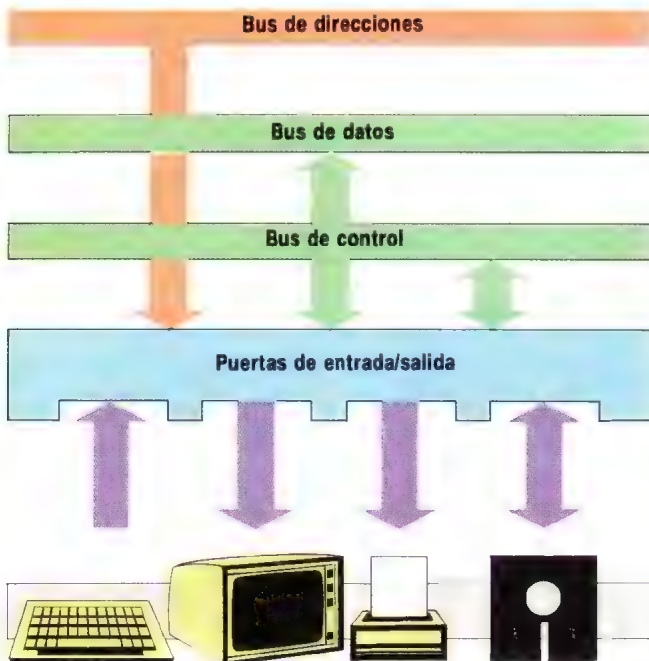 Bus de direcciones
Bus de datos
Bus de control
Puertas de entrada/salida